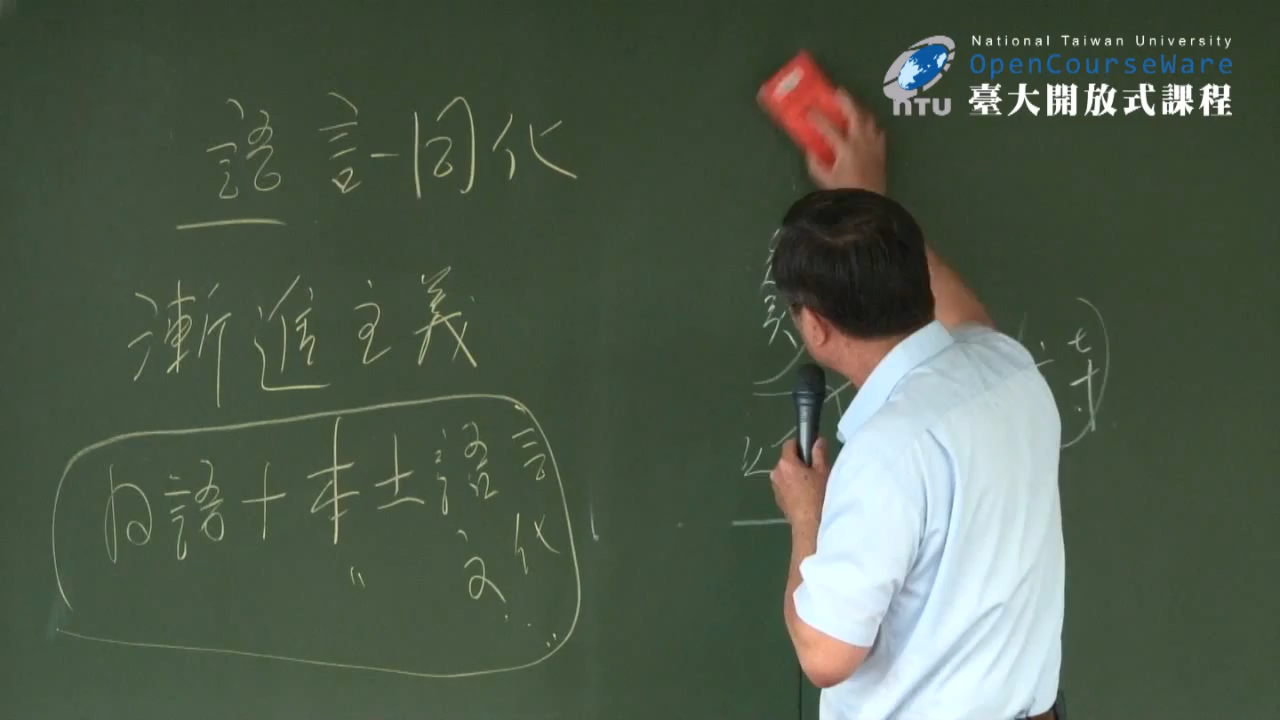 National Taiwan University
OpenCourseWare
NTU 臺大開放式課程
語言同化
漸進主義
日語+本土語言
〃 文化